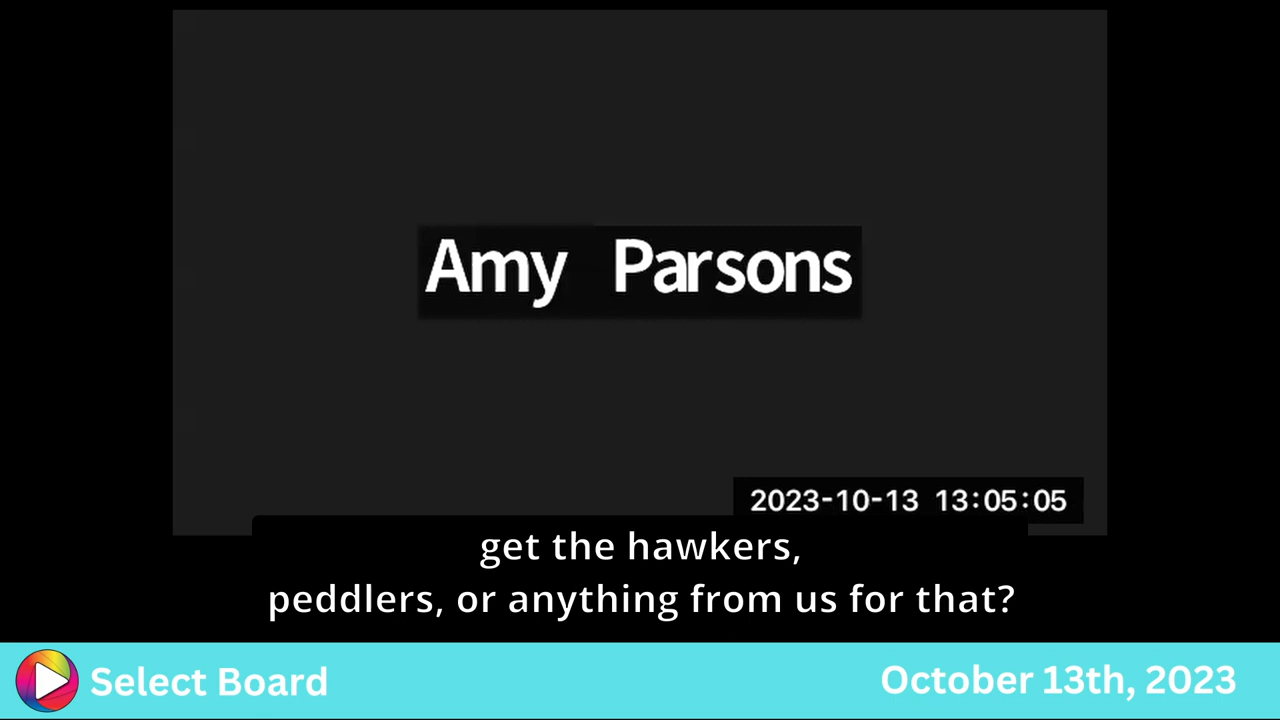 Amy Parsons
2023-10-13 13:05:05
get the hawkers,
peddlers, or anything from us for that?
Select Board
October 13th, 2023